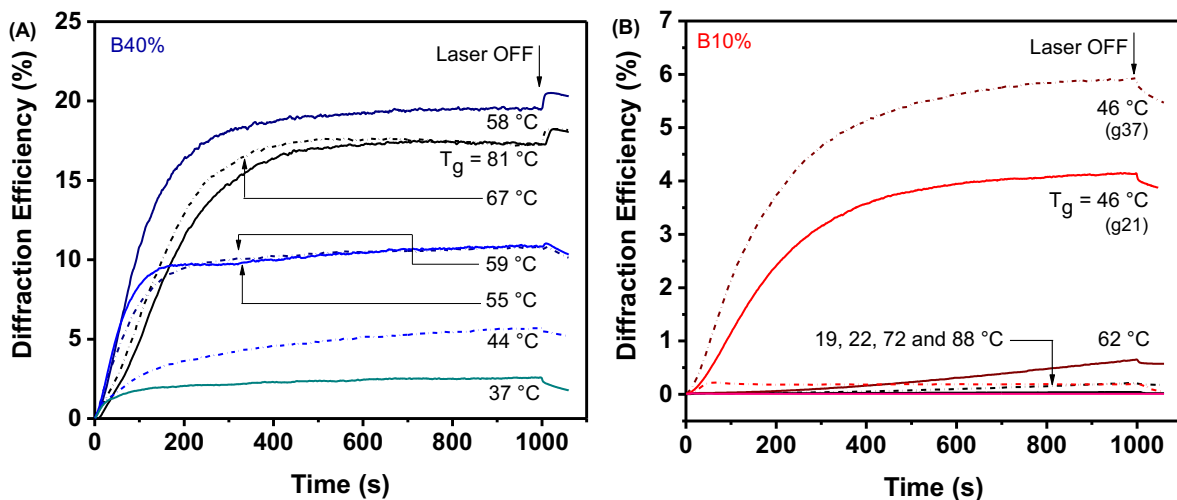 (A)
B40%
Laser OFF
58 °C
Tg = 81 °C
67 °C
59 °C
55 °C
44 °C
37 °C
25
20
15
10
5
0
0 200 400 600 800 1000
Diffraction Efficiency (%)
Time (s)
(B)
B10%
Laser OFF
46 °C
(g37)
Tg = 46 °C
(g21)
19, 22, 72 and 88 °C
62 °C
7
6
5
4
3
2
1
0
0 200 400 600 800 1000
Diffraction Efficiency (%)
Time (s)